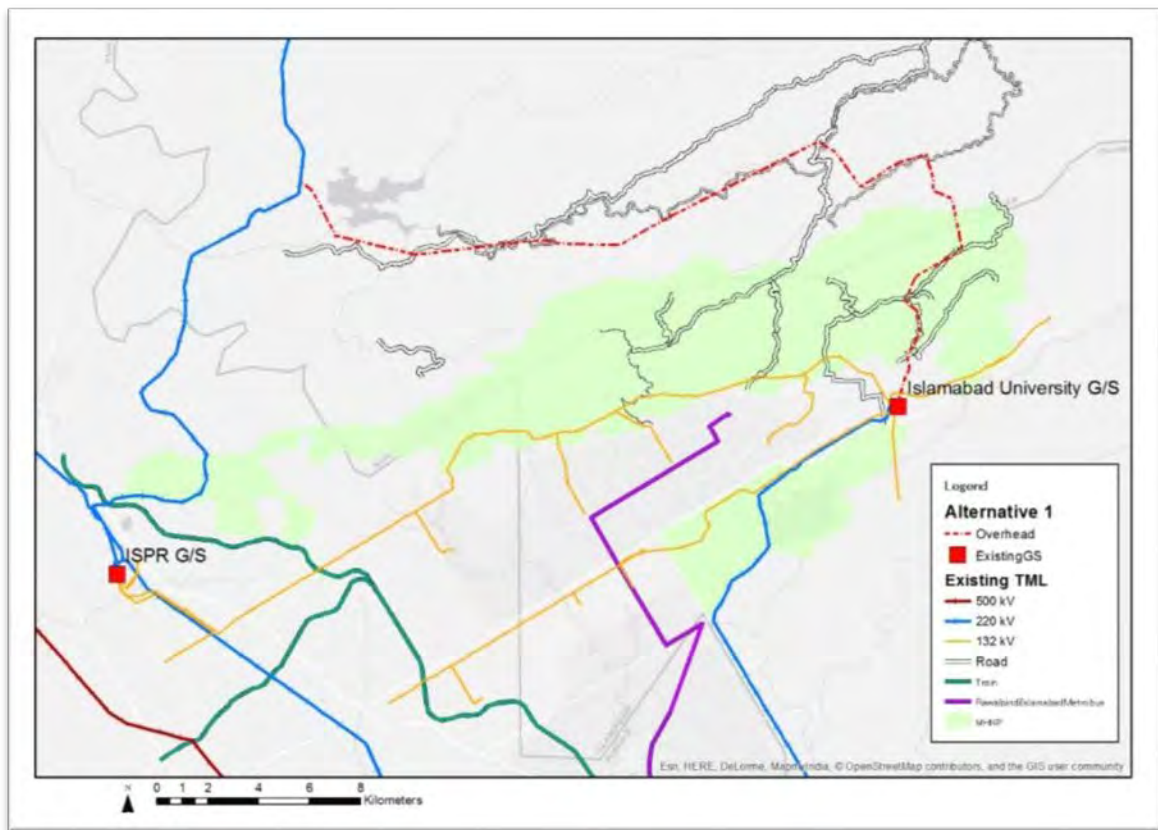 Islamabad University G/S
ISPR G/S
Legend
Alternative 1
Overhead
ExistingGS
Existing TML
500 kV
220 kV
132 kV
Road
Train
RawalpindiIslamabadMetrobus
MHNP
Esri, HERE, DeLorme, MapmyIndia, © OpenStreetMap contributors, and the GIS user community
N
0 1 2 4 6 8
Kilometers